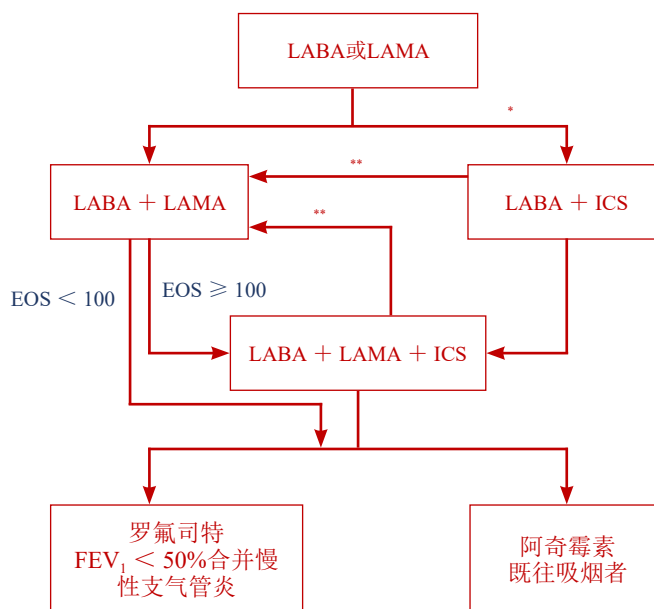 LABA或LAMA
*
**
LABA + LAMA
LABA + ICS
**
EOS < 100
EOS ≥ 100
LABA + LAMA + ICS
罗氟司特
FEV₁ < 50%合并慢
性支气管炎
阿奇霉素
既往吸烟者